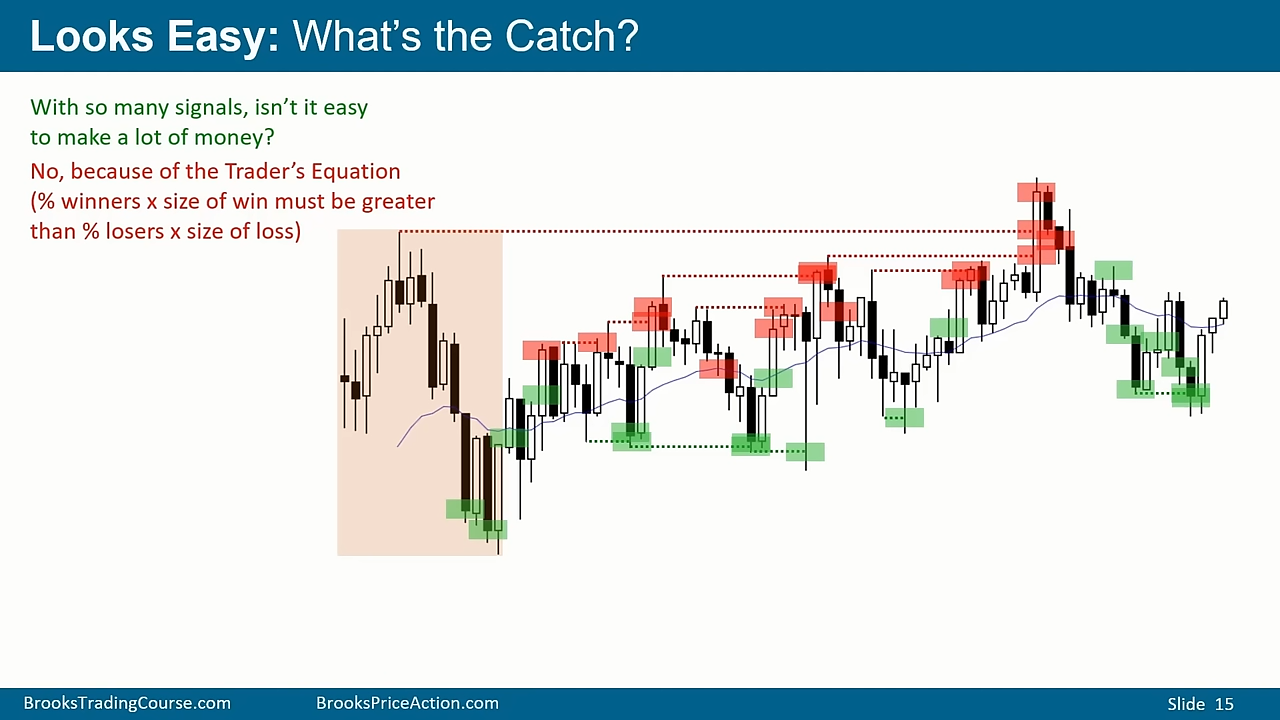 Looks Easy: What's the Catch?
With so many signals, isn't it easy
to make a lot of money?
No, because of the Trader's Equation
(% winners x size of win must be greater
than % losers x size of loss)
BrooksTradingCourse.com
BrooksPriceAction.com
Slide 15